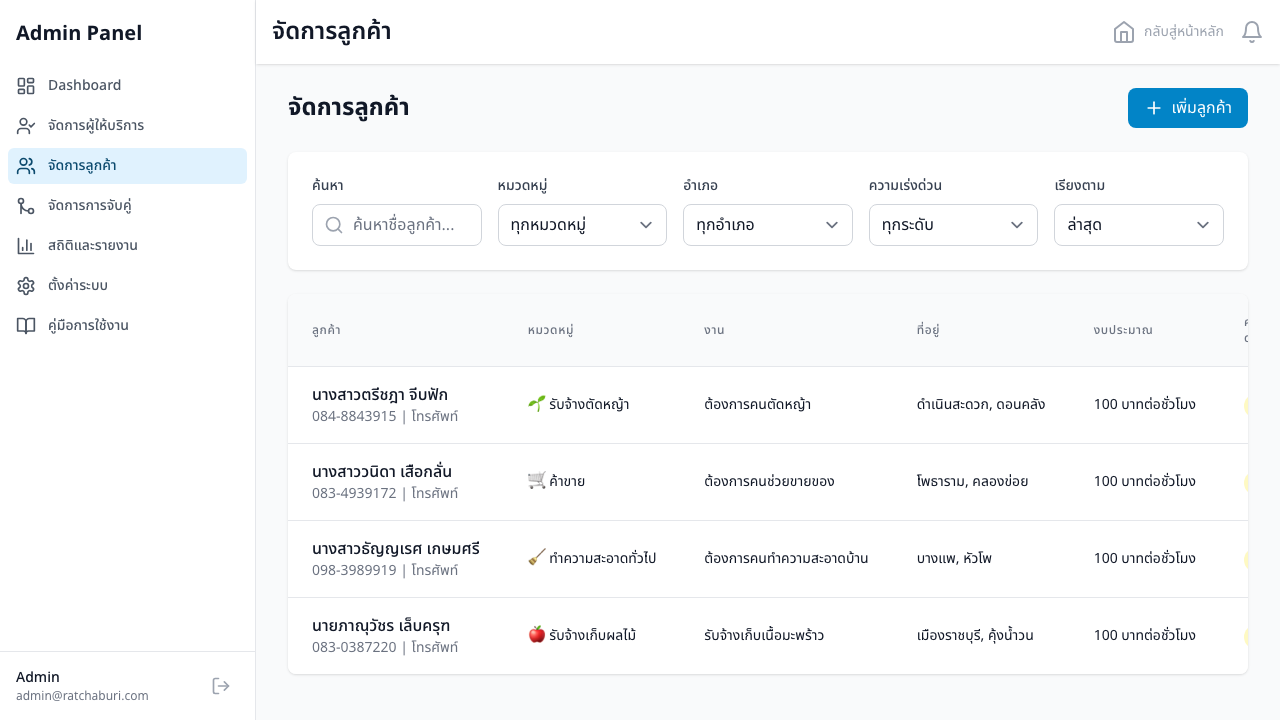 Admin Panel
Dashboard
จัดการผู้ให้บริการ
จัดการลูกค้า
จัดการการจับคู่
สถิติและรายงาน
ตั้งค่าระบบ
คู่มือการใช้งาน
Admin
admin@ratchaburi.com
จัดการลูกค้า
กลับสู่หน้าหลัก
จัดการลูกค้า
เพิ่มลูกค้า
ค้นหา หมวดหมู่ อำเภอ ความเร่งด่วน เรียงตาม
ค้นหาชื่อลูกค้า... ทุกหมวดหมู่ ทุกอำเภอ ทุกระดับ ล่าสุด
ลูกค้า หมวดหมู่ งาน ที่อยู่ งบประมาณ
นางสาวตรีชฎา จีบฟัก
084-8843915 | โทรศัพท์
รับจ้างตัดหญ้า ต้องการคนตัดหญ้า ดำเนินสะดวก, ดอนคลัง 100 บาทต่อชั่วโมง
นางสาววนิดา เสือกลั่น
083-4939172 | โทรศัพท์
ค้าขาย ต้องการคนช่วยขายของ โพธาราม, คลองข่อย 100 บาทต่อชั่วโมง
นางสาวธัญญเรศ เกษมศรี
098-3989919 | โทรศัพท์
ทำความสะอาดทั่วไป ต้องการคนทำความสะอาดบ้าน บางแพ, หัวโพ 100 บาทต่อชั่วโมง
นายภาณุวัชร เล็บครุฑ
083-0387220 | โทรศัพท์
รับจ้างเก็บผลไม้ รับจ้างเก็บเนื้อมะพร้าว เมืองราชบุรี, คุ้งน้ำวน 100 บาทต่อชั่วโมง